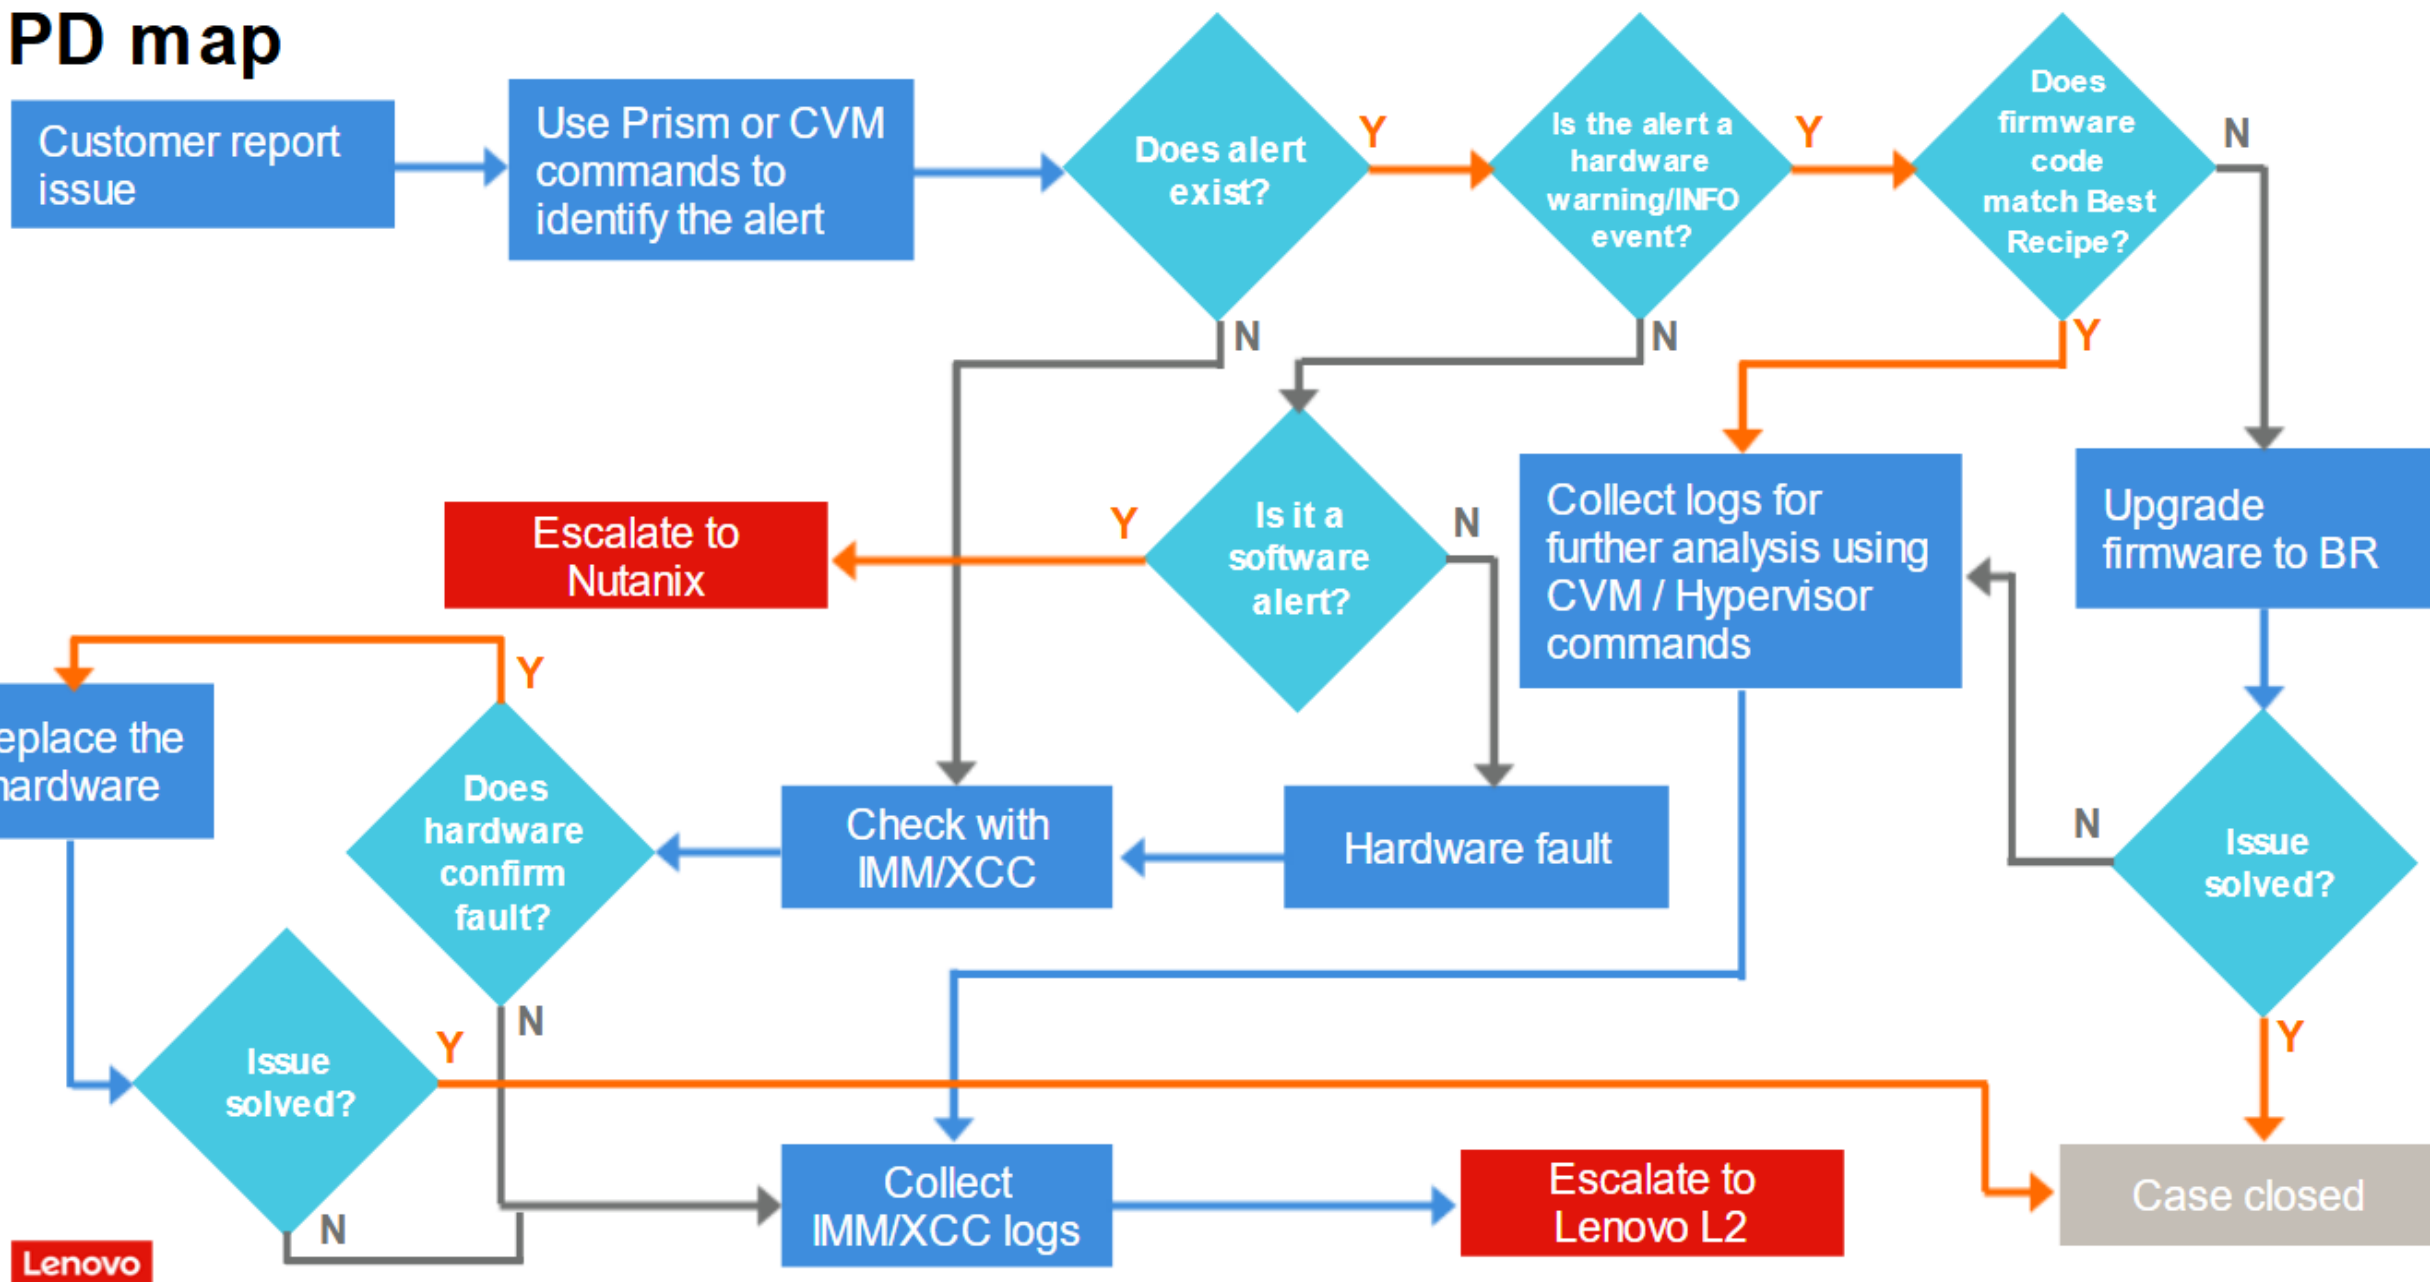 PD map
Customer report
issue
Use Prism or CVM
commands to
identify the alert
Does alert
exist?
Y
Is the alert a
hardware
warning/INFO
event?
Y
Does
firmware
code
match Best
Recipe?
N
N
N
Y
Escalate to
Nutanix
Y
Is it a
software
alert?
N
Collect logs for
further analysis using
CVM / Hypervisor
commands
Upgrade
firmware to BR
Y
eplace the
hardware
Does
hardware
confirm
fault?
Check with
IMM/XCC
Hardware fault
N
Issue
solved?
N
Y
Issue
solved?
Y
N
Collect
IMM/XCC logs
Escalate to
Lenovo L2
Case closed
Lenovo